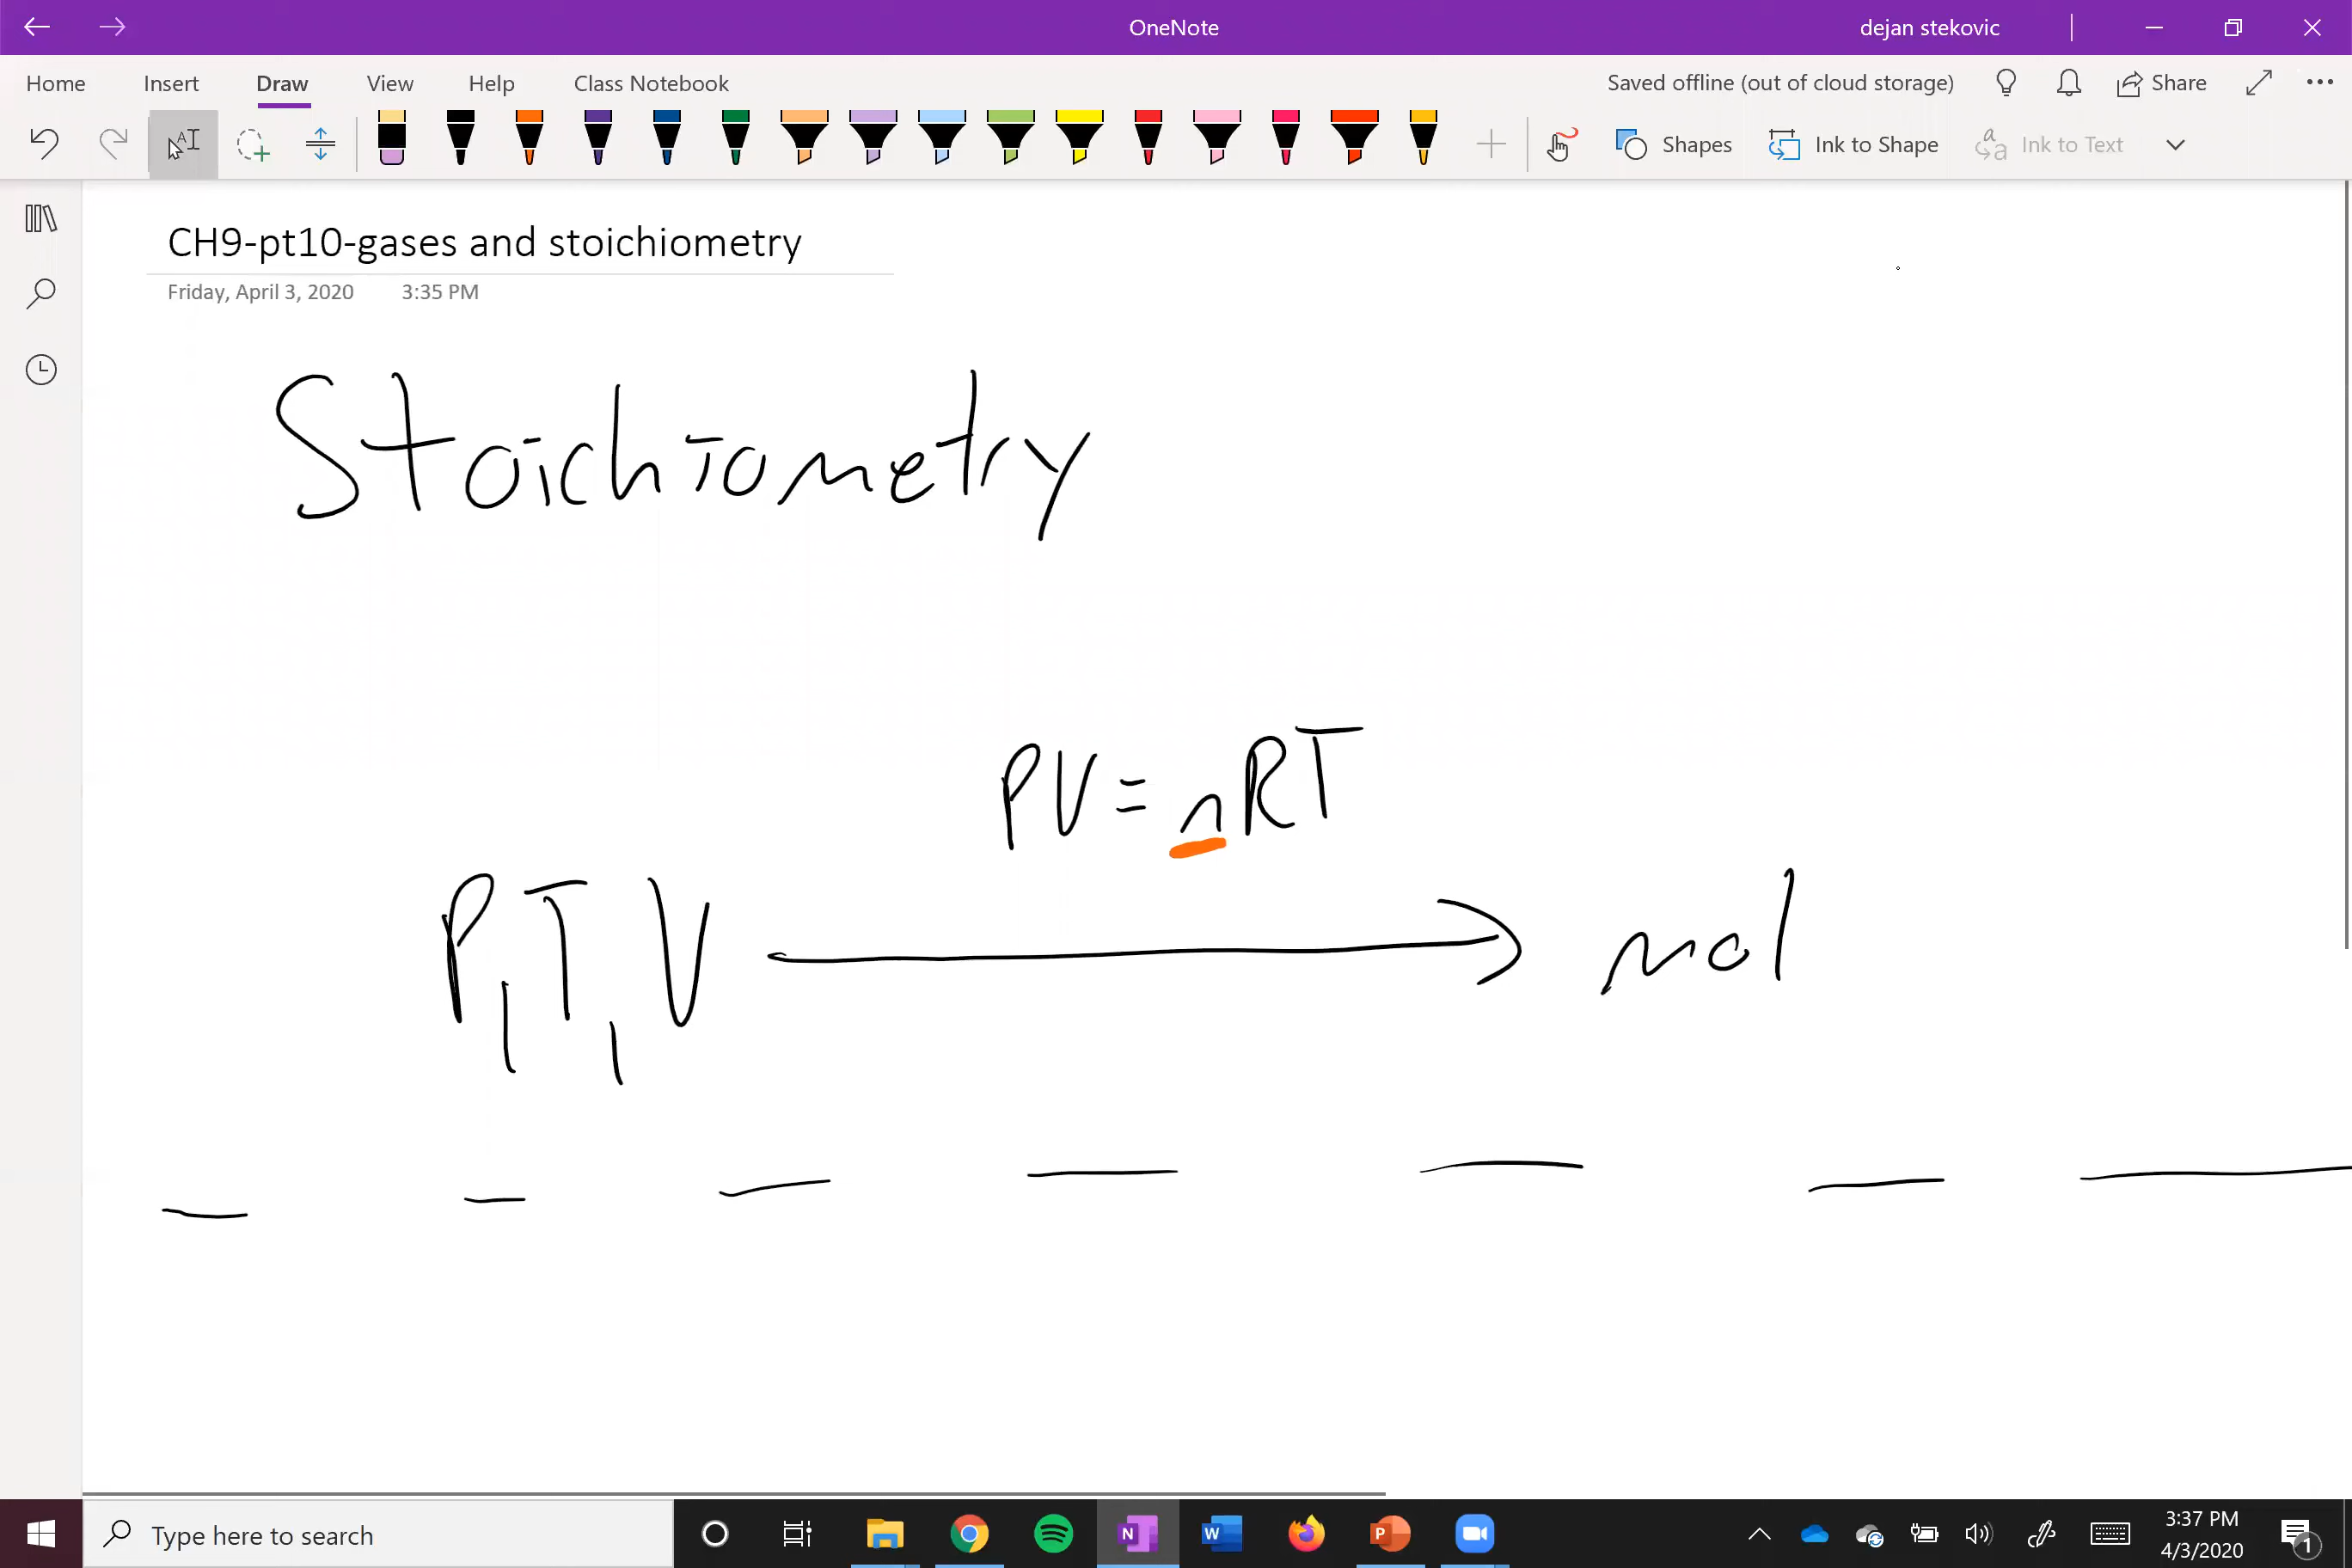 OneNote
dejan stekovic
Home Insert Draw View Help Class Notebook
Saved offline (out of cloud storage) Share
Shapes Ink to Shape Ink to Text
CH9-pt10-gases and stoichiometry
Friday, April 3, 2020 3:35 PM
Stoichiometry
PV = nRT
P, T, V → mol
Type here to search
3:37 PM
4/3/2020
1